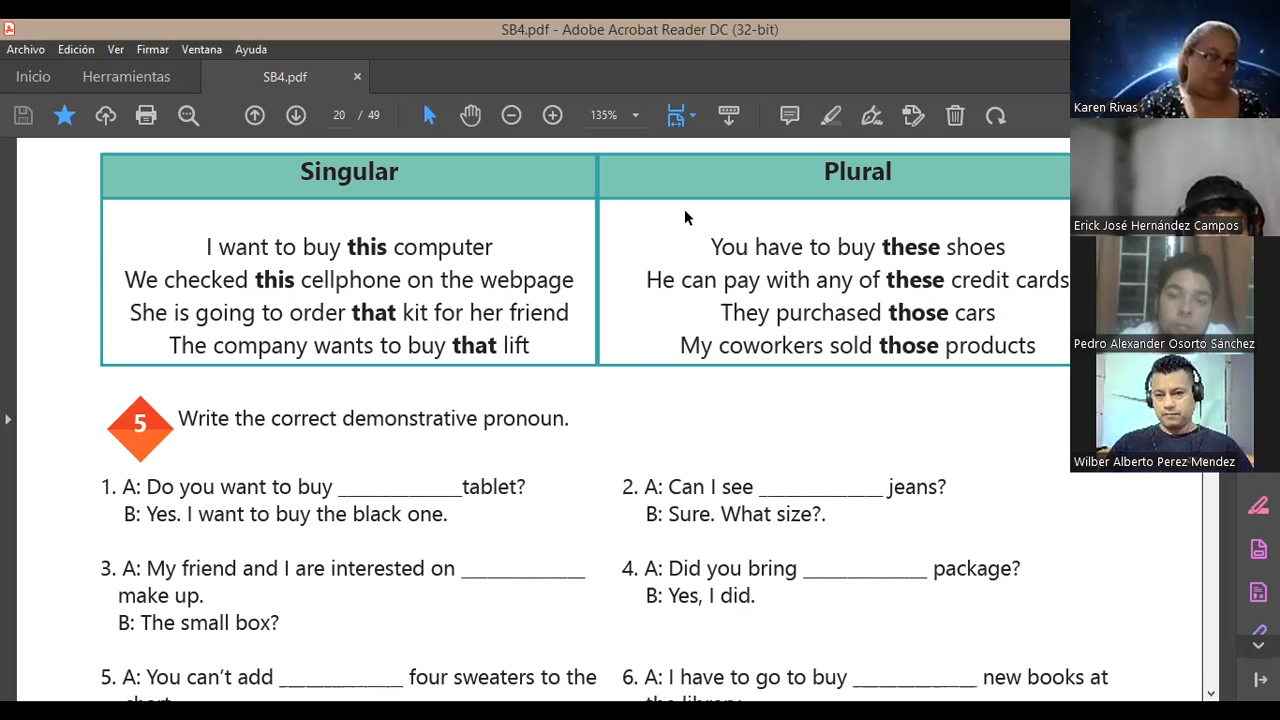 SB4.pdf - Adobe Acrobat Reader DC (32-bit)
Archivo Edición Ver Firmar Ventana Ayuda
Inicio Herramientas SB4.pdf ×
20 / 49 135%
Karen Rivas
Erick José Hernández Campos
Pedro Alexander Osorto Sánchez
Wilber Alberto Perez Mendez
Singular
I want to buy this computer
We checked this cellphone on the webpage
She is going to order that kit for her friend
The company wants to buy that lift
Plural
You have to buy these shoes
He can pay with any of these credit cards
They purchased those cars
My coworkers sold those products
5 Write the correct demonstrative pronoun.
1. A: Do you want to buy ______________tablet?
B: Yes. I want to buy the black one.
2. A: Can I see ______________ jeans?
B: Sure. What size?.
3. A: My friend and I are interested on ______________
make up.
B: The small box?
4. A: Did you bring ______________ package?
B: Yes, I did.
5. A: You can't add ______________ four sweaters to the
6. A: I have to go to buy ______________ new books at